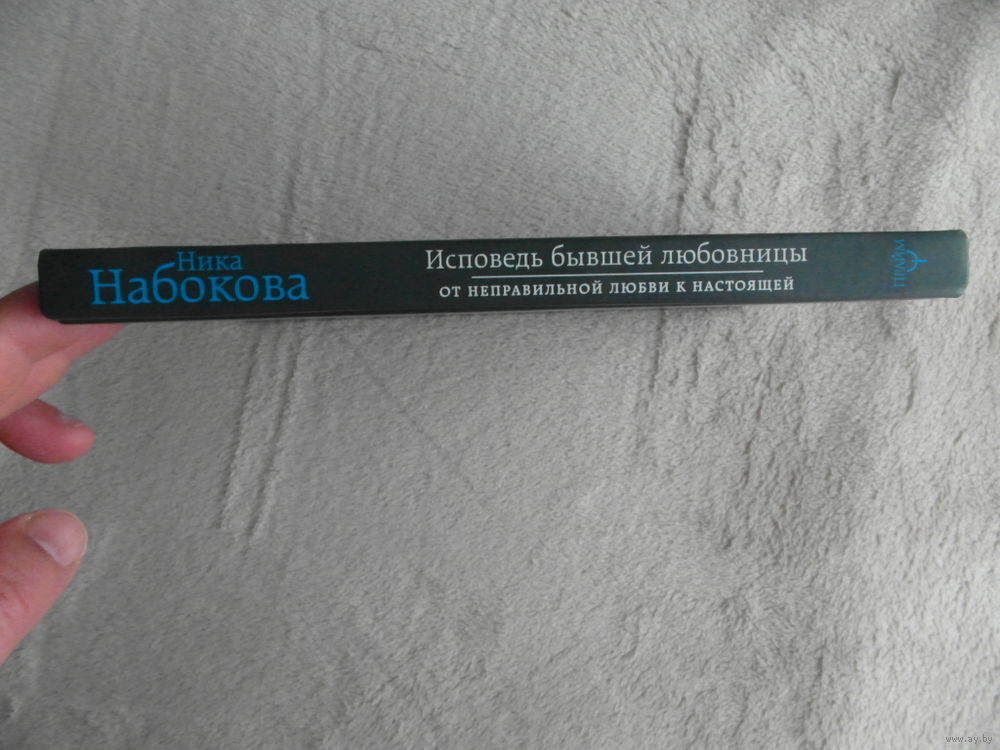 Ника
Набокова
Исповедь бывшей любовницы
ОТ НЕПРАВИЛЬНОЙ ЛЮБВИ К НАСТОЯЩЕЙ
ПРАЙМ
www.ay.by